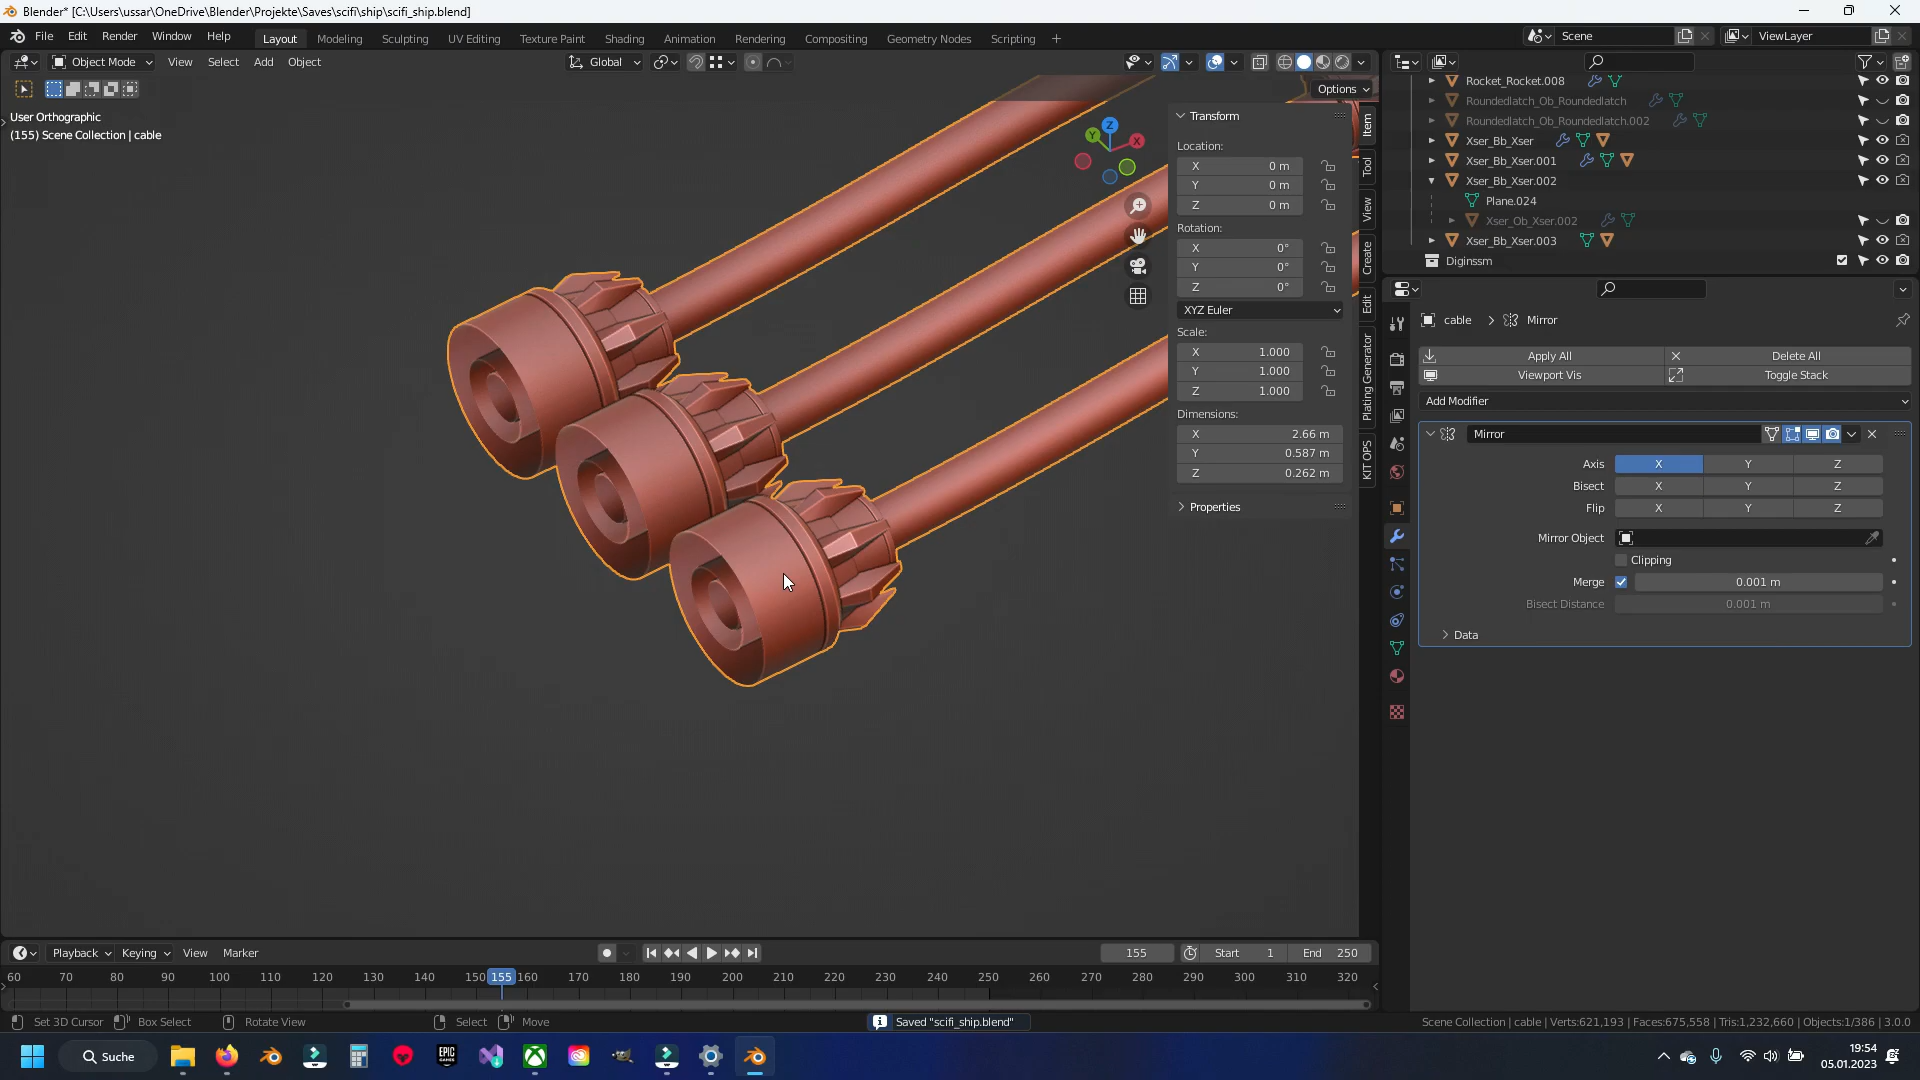 Blender* [C:\Users\ussar\OneDrive\Blender\Projekte\Saves\scifi\ship\scifi_ship.blend]
File Edit Render Window Help Layout Modeling Sculpting UV Editing Texture Paint Shading Animation Rendering Compositing Geometry Nodes Scripting + Scene ViewLayer
Object Mode View Select Add Object Global
Options
User Orthographic
(155) Scene Collection | cable
Z
Y
X
Transform
Location:
X 0 m
Y 0 m
Z 0 m
Rotation:
X 0°
Y 0°
Z 0°
XYZ Euler
Scale:
X 1.000
Y 1.000
Z 1.000
Dimensions:
X 2.66 m
Y 0.587 m
Z 0.262 m
Properties
Item
Tool
View
Create
Edit
Plating Generator
KIT OPS
Rocket_Rocket.008
Roundedlatch_Ob_Roundedlatch
Roundedlatch_Ob_Roundedlatch.002
Xser_Bb_Xser
Xser_Bb_Xser.001
Xser_Bb_Xser.002
Plane.024
Xser_Ob_Xser.002
Xser_Bb_Xser.003
Diginssm
cable > Mirror
Apply All Delete All
Viewport Vis Toggle Stack
Add Modifier
Mirror
Axis X Y Z
Bisect X Y Z
Flip X Y Z
Mirror Object
Clipping
Merge 0.001 m
Bisect Distance 0.001 m
Data
Playback Keying View Marker 155 Start 1 End 250
60 70 80 90 100 110 120 130 140 150 155 160 170 180 190 200 210 220 230 240 250 260 270 280 290 300 310 320
Set 3D Cursor Box Select Rotate View Select Move Saved "scifi_ship.blend" Scene Collection | cable | Verts:621,193 | Faces:675,558 | Tris:1,232,660 | Objects:1/386 | 3.0.0
Suche
EPIC
GAMES
19:54
05.01.2023